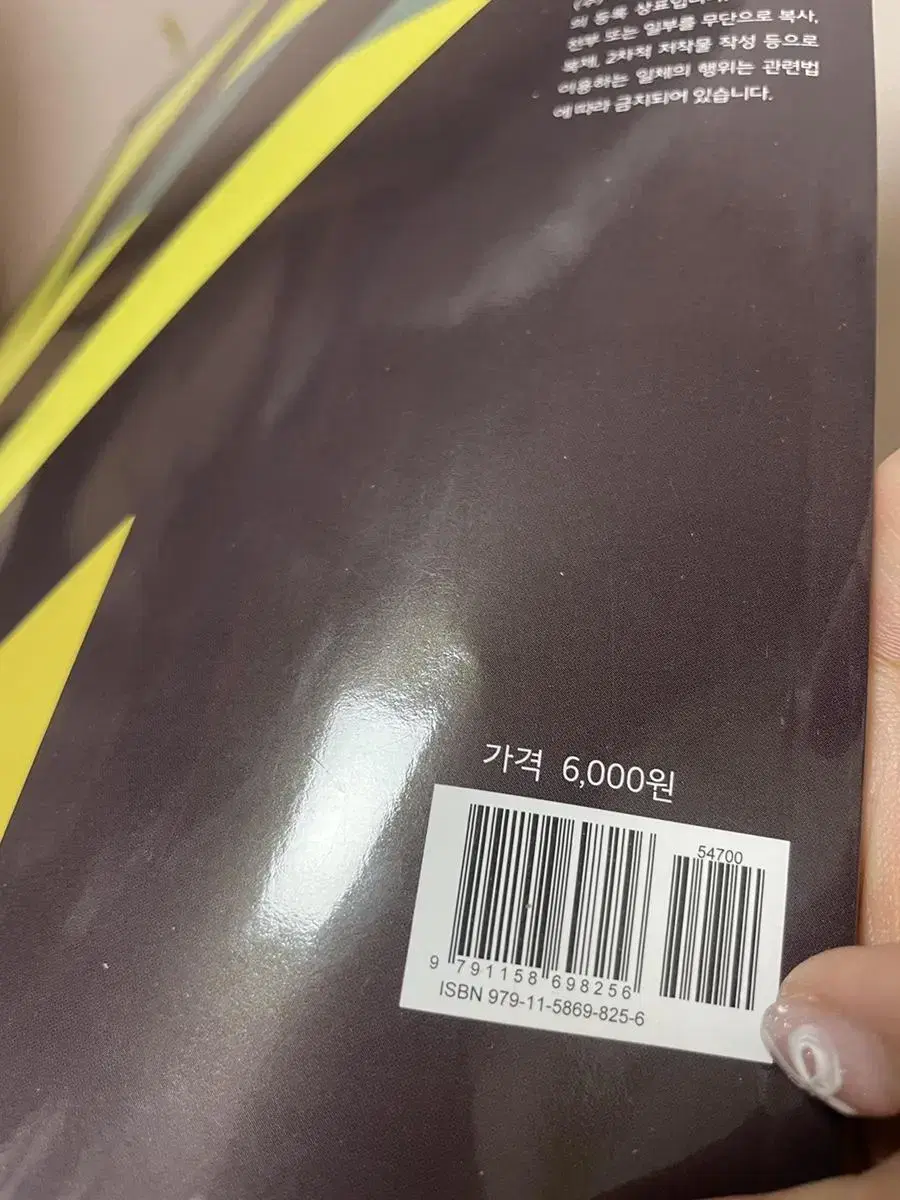 의 등록 상표입니다.
전부 또는 일부를 무단으로 복사,
복제, 2차적 저작물 작성 등으로
이용하는 일체의 행위는 관련법
에 따라 금지되어 있습니다.
가격 6,000원
54700
9 791158 698256
ISBN 979-11-5869-825-6